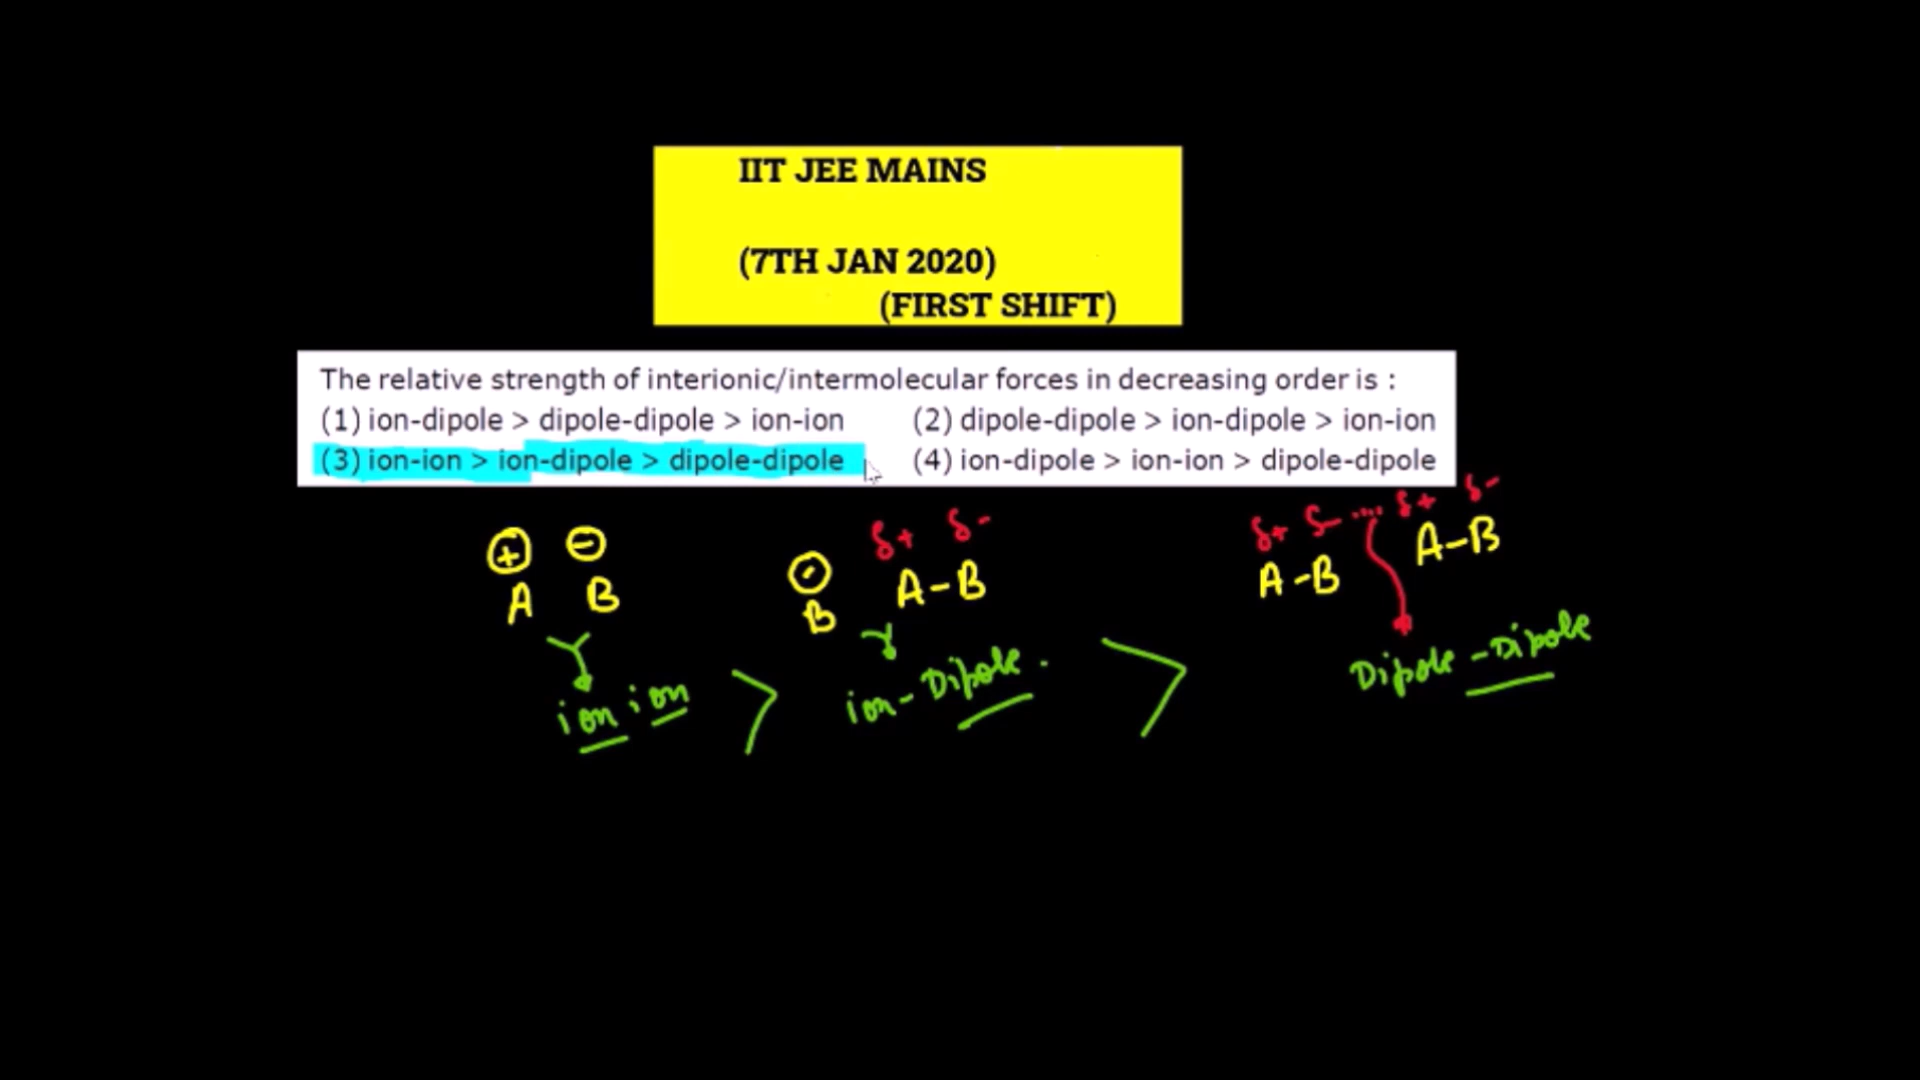 IIT JEE MAINS
(7TH JAN 2020)
(FIRST SHIFT)
The relative strength of interionic/intermolecular forces in decreasing order is :
(1) ion-dipole > dipole-dipole > ion-ion (2) dipole-dipole > ion-dipole > ion-ion
(3) ion-ion > ion-dipole > dipole-dipole (4) ion-dipole > ion-ion > dipole-dipole
⊕ ⊖ δ+ δ- δ+ δ- .... δ+ δ-
A B ⊖ B A-B A-B A-B
ion ion > ion-Dipole. > Dipole-Dipole